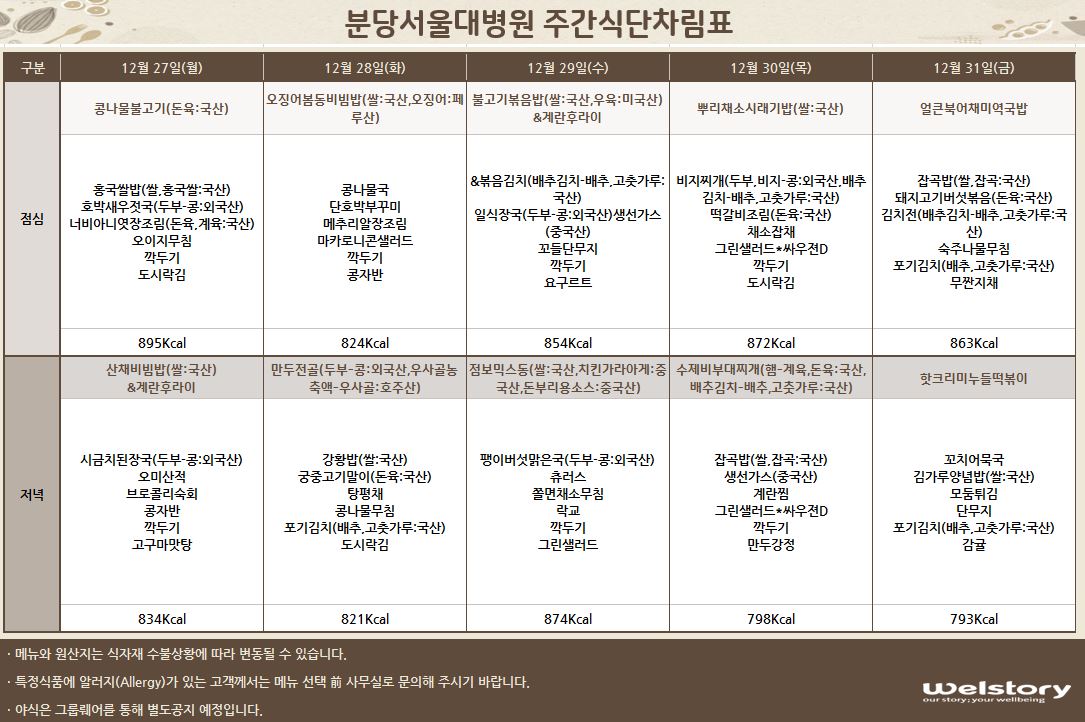 분당서울대병원 주간식단차림표
구분
12월 27일(월)
12월 28일(화)
12월 29일(수)
12월 30일(목)
12월 31일(금)
점심
콩나물불고기(돈육:국산)
오징어봄동비빔밥(쌀:국산,오징어:페
루산)
불고기볶음밥(쌀:국산,우육:미국산)
&계란후라이
뿌리채소시래기밥(쌀:국산)
얼큰북어채미역국밥
홍국쌀밥(쌀,홍국쌀:국산)
호박새우젓국(두부-콩:외국산)
너비아니엿장조림(돈육,계육:국산)
오이지무침
깍두기
도시락김
콩나물국
단호박부꾸미
메추리알장조림
마카로니콘샐러드
깍두기
콩자반
&볶음김치(배추김치-배추,고춧가루:
국산)
일식장국(두부-콩:외국산)생선가스
(중국산)
꼬들단무지
깍두기
요구르트
비지찌개(두부,비지-콩:외국산,배추
김치-배추,고춧가루:국산)
떡갈비조림(돈육:국산)
채소잡채
그린샐러드*싸우젼D
깍두기
도시락김
잡곡밥(쌀,잡곡:국산)
돼지고기버섯볶음(돈육:국산)
김치전(배추김치-배추,고춧가루:국
산)
숙주나물무침
포기김치(배추,고춧가루:국산)
무짠지채
895Kcal
824Kcal
854Kcal
872Kcal
863Kcal
저녁
산채비빔밥(쌀:국산)
&계란후라이
만두전골(두부-콩:외국산,우사골농
축액-우사골:호주산)
점보믹스동(쌀:국산,치킨가라아게:중
국산,돈부리용소스:중국산)
수제비부대찌개(햄-계육,돈육:국산,
배추김치-배추,고춧가루:국산)
핫크리미누들떡볶이
시금치된장국(두부-콩:외국산)
오미산적
브로콜리숙회
콩자반
깍두기
고구마맛탕
강황밥(쌀:국산)
궁중고기말이(돈육:국산)
탕평채
콩나물무침
포기김치(배추,고춧가루:국산)
도시락김
팽이버섯맑은국(두부-콩:외국산)
츄러스
쫄면채소무침
락교
깍두기
그린샐러드
잡곡밥(쌀,잡곡:국산)
생선가스(중국산)
계란찜
그린샐러드*싸우젼D
깍두기
만두강정
꼬치어묵국
김가루양념밥(쌀:국산)
모둠튀김
단무지
포기김치(배추,고춧가루:국산)
감귤
834Kcal
821Kcal
874Kcal
798Kcal
793Kcal
· 메뉴와 원산지는 식자재 수불상황에 따라 변동될 수 있습니다.
· 특정식품에 알러지(Allergy)가 있는 고객께서는 메뉴 선택 前 사무실로 문의해 주시기 바랍니다.
· 야식은 그룹웨어를 통해 별도공지 예정입니다.
welstory
our story; your wellbeing